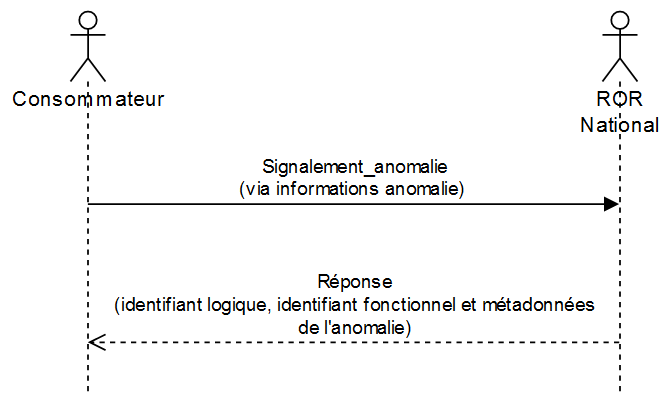 Consommateur
ROR
National
Signalement_anomalie
(via informations anomalie)
Réponse
(identifiant logique, identifiant fonctionnel et métadonnées
de l'anomalie)